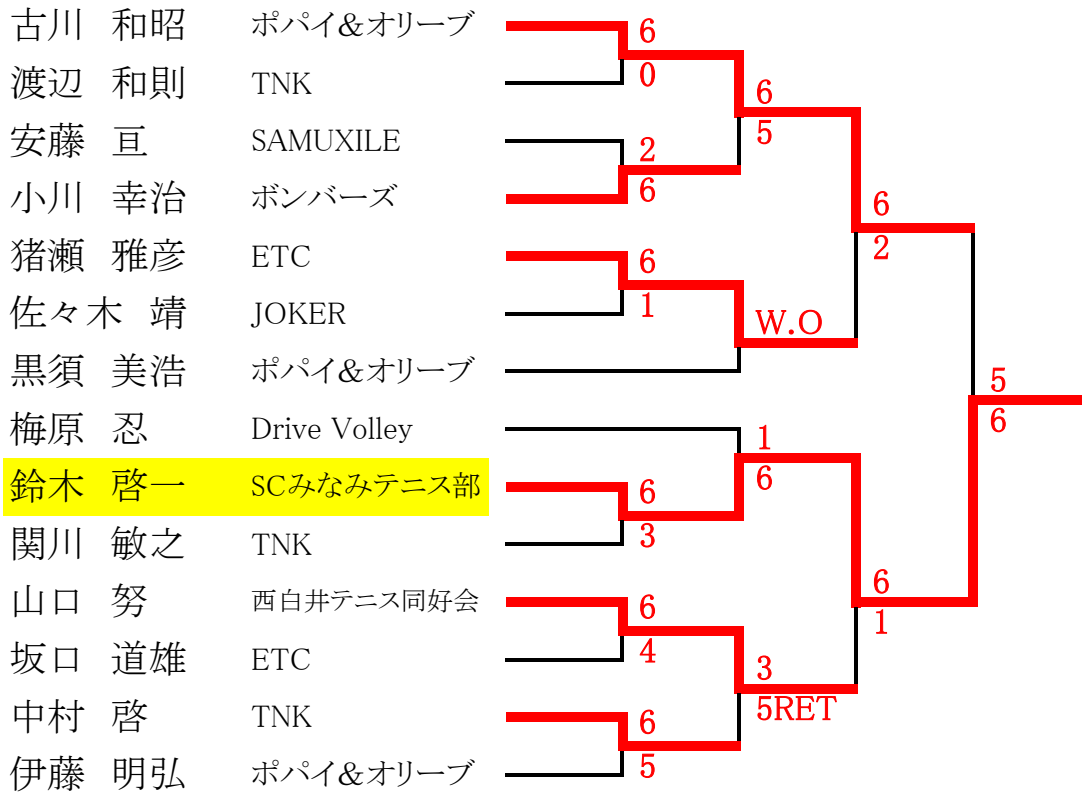 古川 和昭 ポパイ&オリーブ
6
渡辺 和則 TNK
0
6
5
安藤 亘 SAMUXILE
2
小川 幸治 ボンバーズ
6
6
2
猪瀬 雅彦 ETC
6
佐々木 靖 JOKER
1
W.O
黒須 美浩 ポパイ&オリーブ
5
6
梅原 忍 Drive Volley
1
6
鈴木 啓一 SCみなみテニス部
6
関川 敏之 TNK
3
6
1
山口 努 西白井テニス同好会
6
坂口 道雄 ETC
4
3
5RET
中村 啓 TNK
6
伊藤 明弘 ポパイ&オリーブ
5